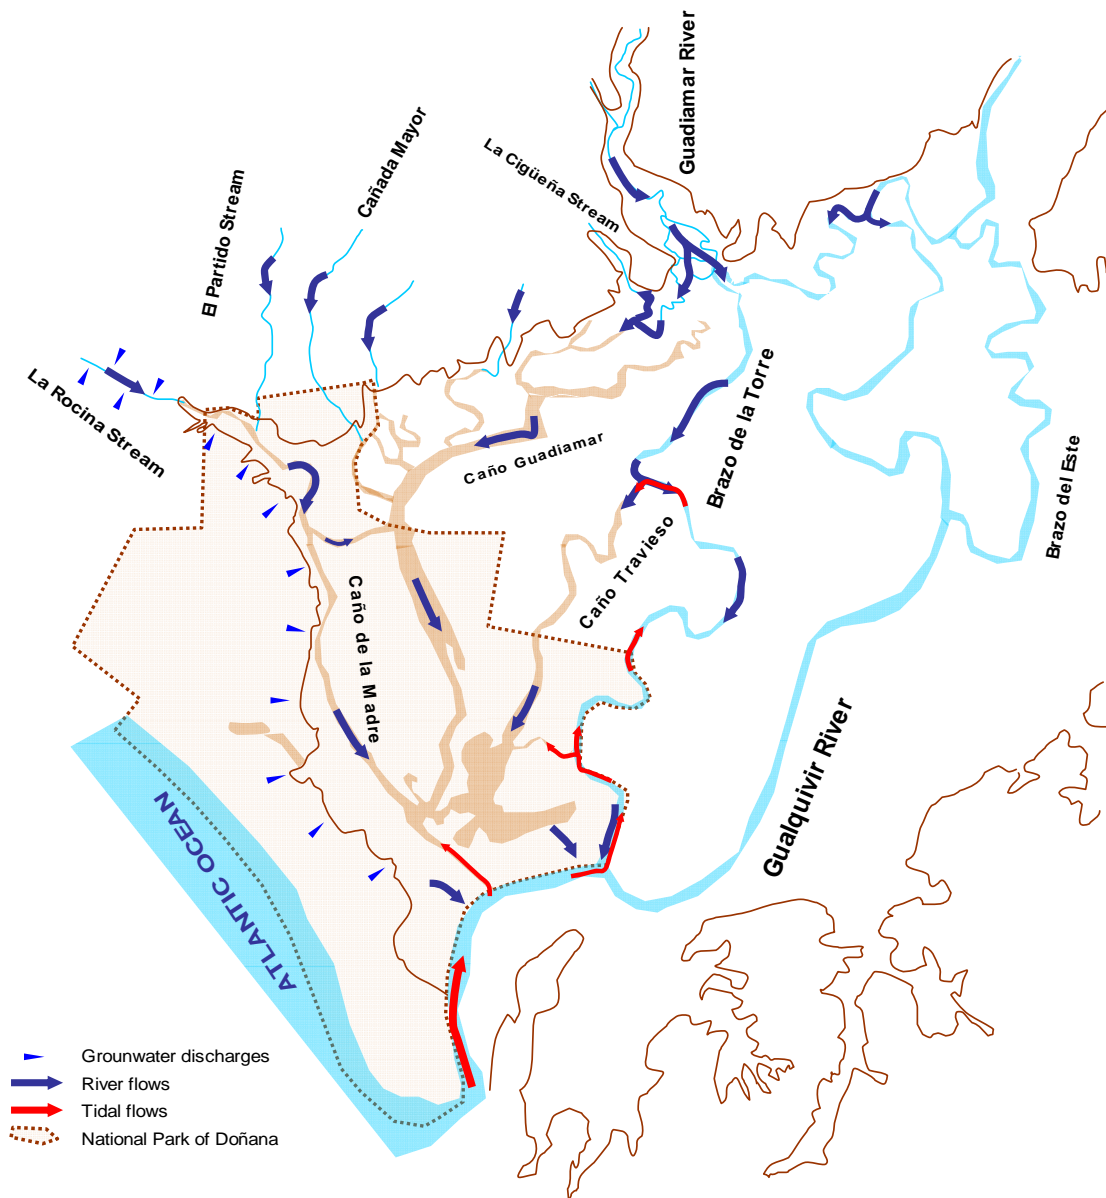 Guadiamar River
La Cigüeña Stream
Cañada Mayor
El Partido Stream
La Rocina Stream
Caño Guadiamar
Brazo de la Torre
Brazo del Este
Caño Travieso
Caño de la Madre
Gualquivir River
ATLANTIC OCEAN
Grounwater discharges
River flows
Tidal flows
National Park of Doñana